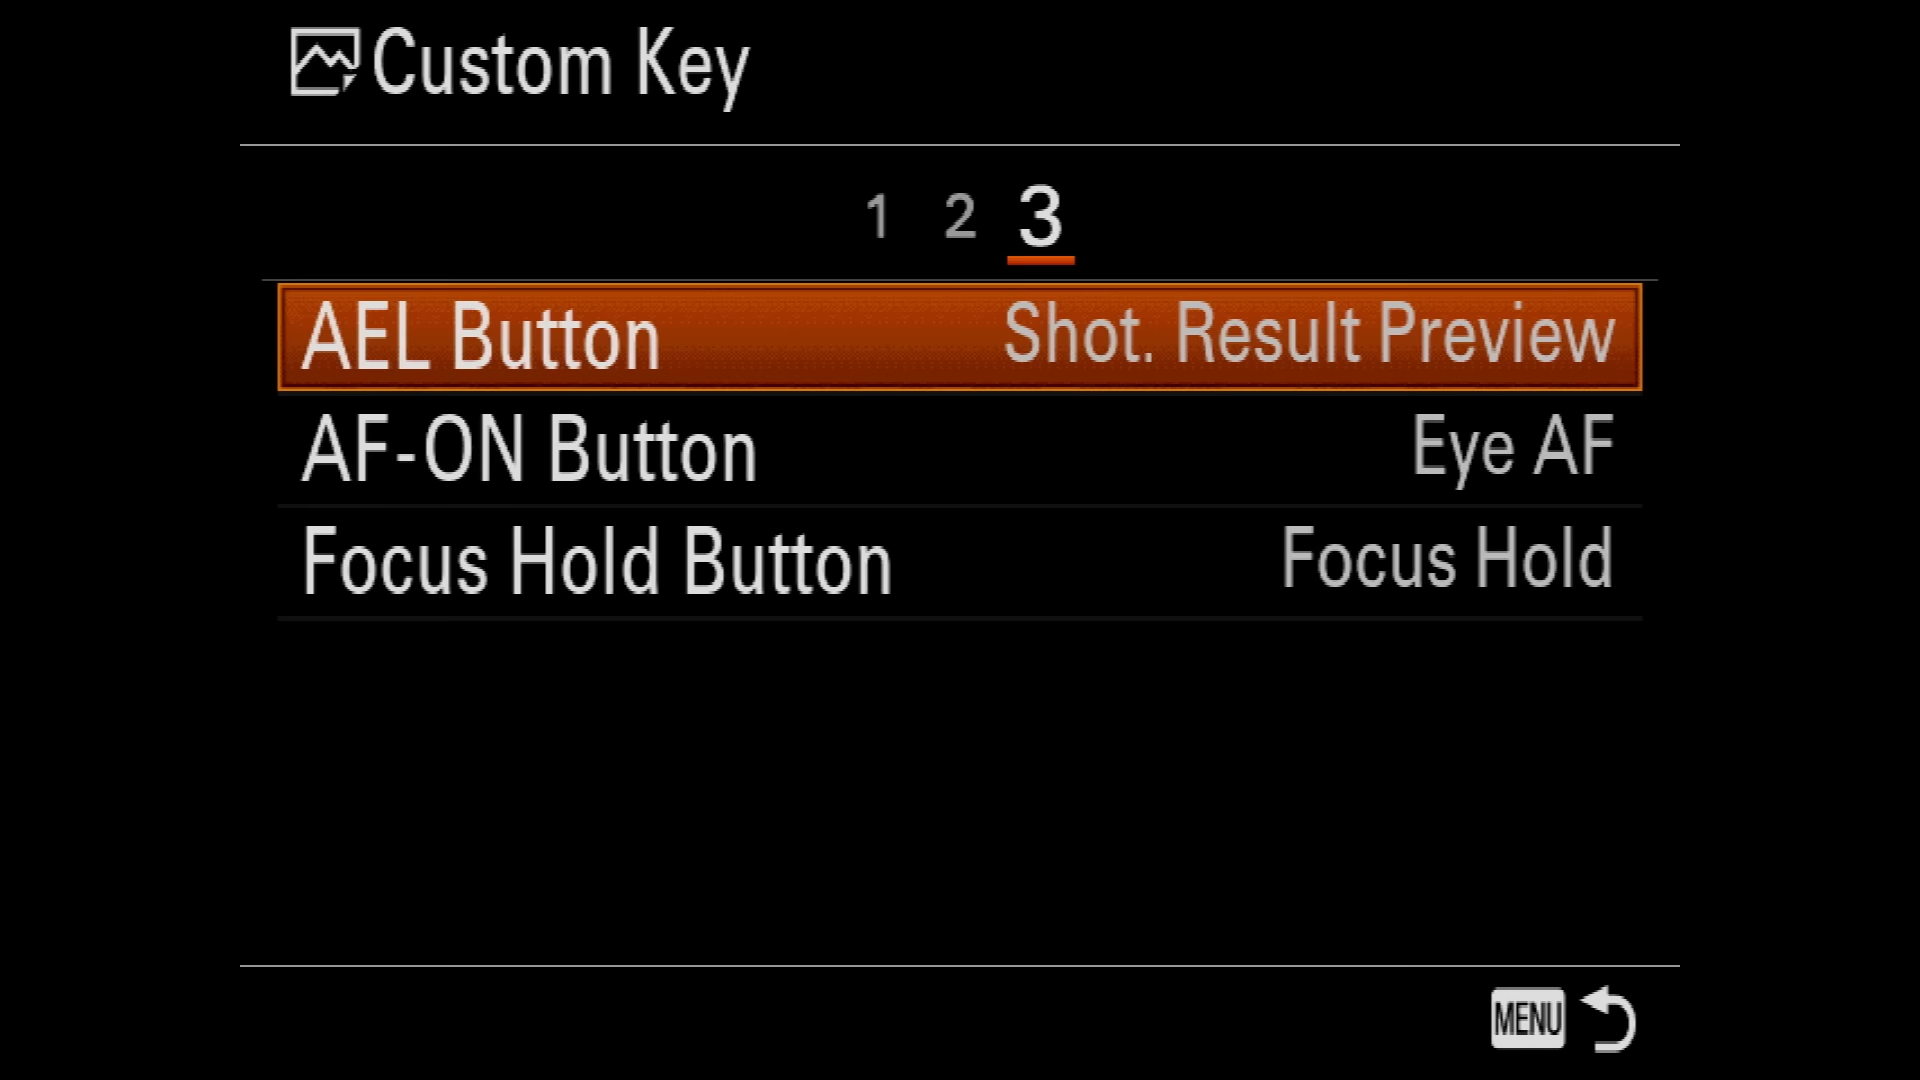 Custom Key
1 2 3
AEL Button Shot. Result Preview
AF-ON Button Eye AF
Focus Hold Button Focus Hold
MENU